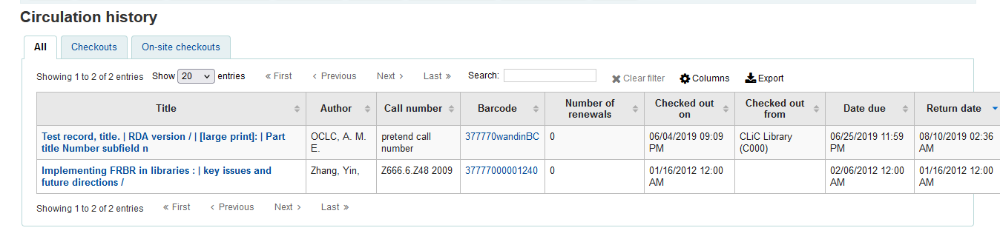 Circulation history
All Checkouts On-site checkouts
Showing 1 to 2 of 2 entries Show 20 entries « First < Previous Next > Last » Search: Clear filter Columns Export
Title Author Call number Barcode Number of renewals Checked out on Checked out from Date due Return date
Test record, title. | RDA version / | [large print]: | Part OCLC, A. M. pretend call 377770wandinBC 0 06/04/2019 09:09 CLiC Library 06/25/2019 11:59 08/10/2019 02:36
title Number subfield n E. number PM (C000) PM AM
Implementing FRBR in libraries : | key issues and Zhang, Yin, Z666.6.Z48 2009 37777000001240 0 01/16/2012 12:00 02/06/2012 12:00 01/16/2012 12:00
future directions / AM AM AM
Showing 1 to 2 of 2 entries « First < Previous Next > Last »